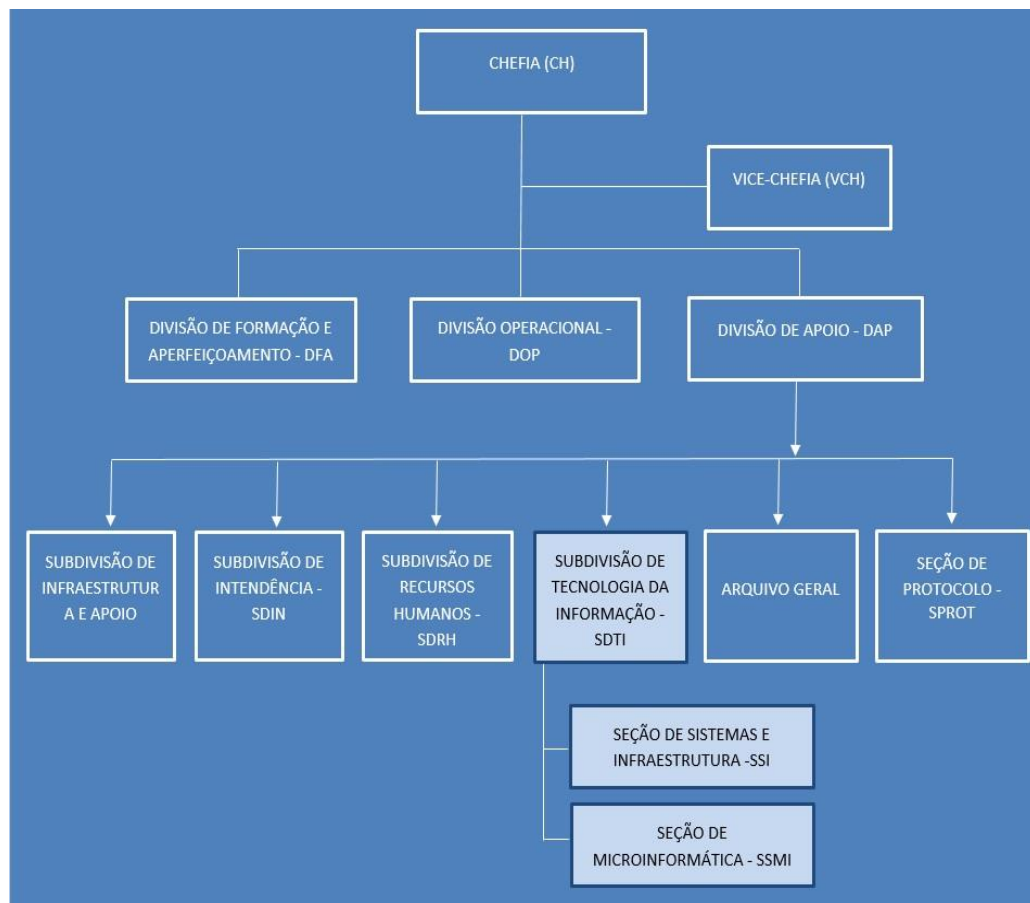 CHEFIA (CH)
VICE-CHEFIA (VCH)
DIVISÃO DE FORMAÇÃO E
APERFEIÇOAMENTO - DFA
DIVISÃO OPERACIONAL -
DOP
DIVISÃO DE APOIO - DAP
SUBDIVISÃO DE
INFRAESTRUTUR
A E APOIO
SUBDIVISÃO DE
INTENDÊNCIA -
SDIN
SUBDIVISÃO DE
RECURSOS
HUMANOS -
SDRH
SUBDIVISÃO DE
TECNOLOGIA DA
INFORMAÇÃO -
SDTI
ARQUIVO GERAL
SEÇÃO DE
PROTOCOLO -
SPROT
SEÇÃO DE SISTEMAS E
INFRAESTRUTURA -SSI
SEÇÃO DE
MICROINFORMÁTICA - SSMI